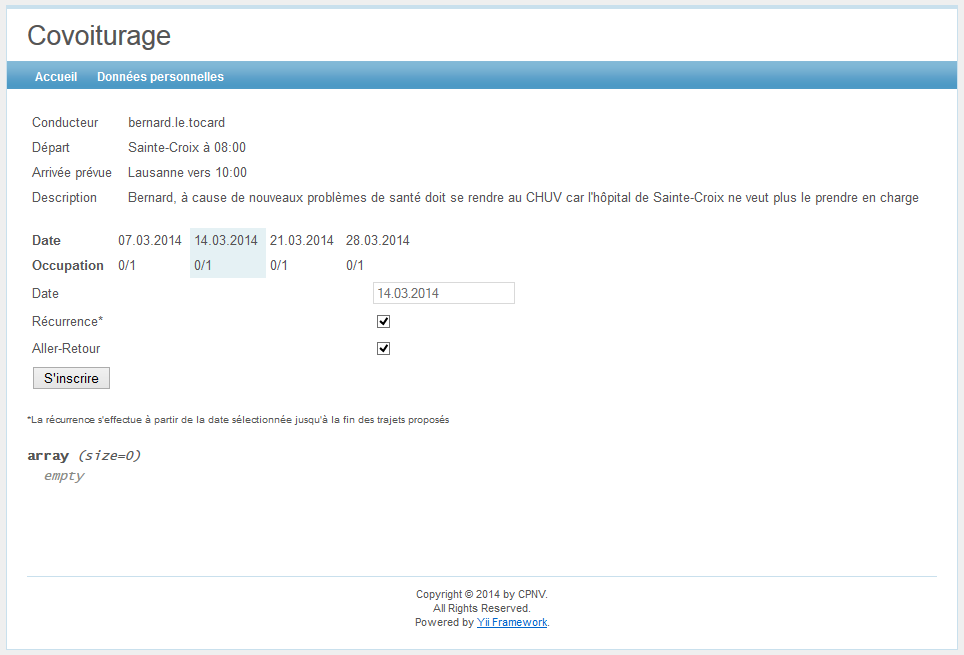 Covoiturage
Accueil Données personnelles
Conducteur bernard.le.tocard
Départ Sainte-Croix à 08:00
Arrivée prévue Lausanne vers 10:00
Description Bernard, à cause de nouveaux problèmes de santé doit se rendre au CHUV car l'hôpital de Sainte-Croix ne veut plus le prendre en charge
Date 07.03.2014 14.03.2014 21.03.2014 28.03.2014
Occupation 0/1 0/1 0/1 0/1
Date 14.03.2014
Récurrence*
Aller-Retour
S'inscrire
*La récurrence s'effectue à partir de la date sélectionnée jusqu'à la fin des trajets proposés
array (size=0)
empty
Copyright © 2014 by CPNV.
All Rights Reserved.
Powered by Yii Framework.